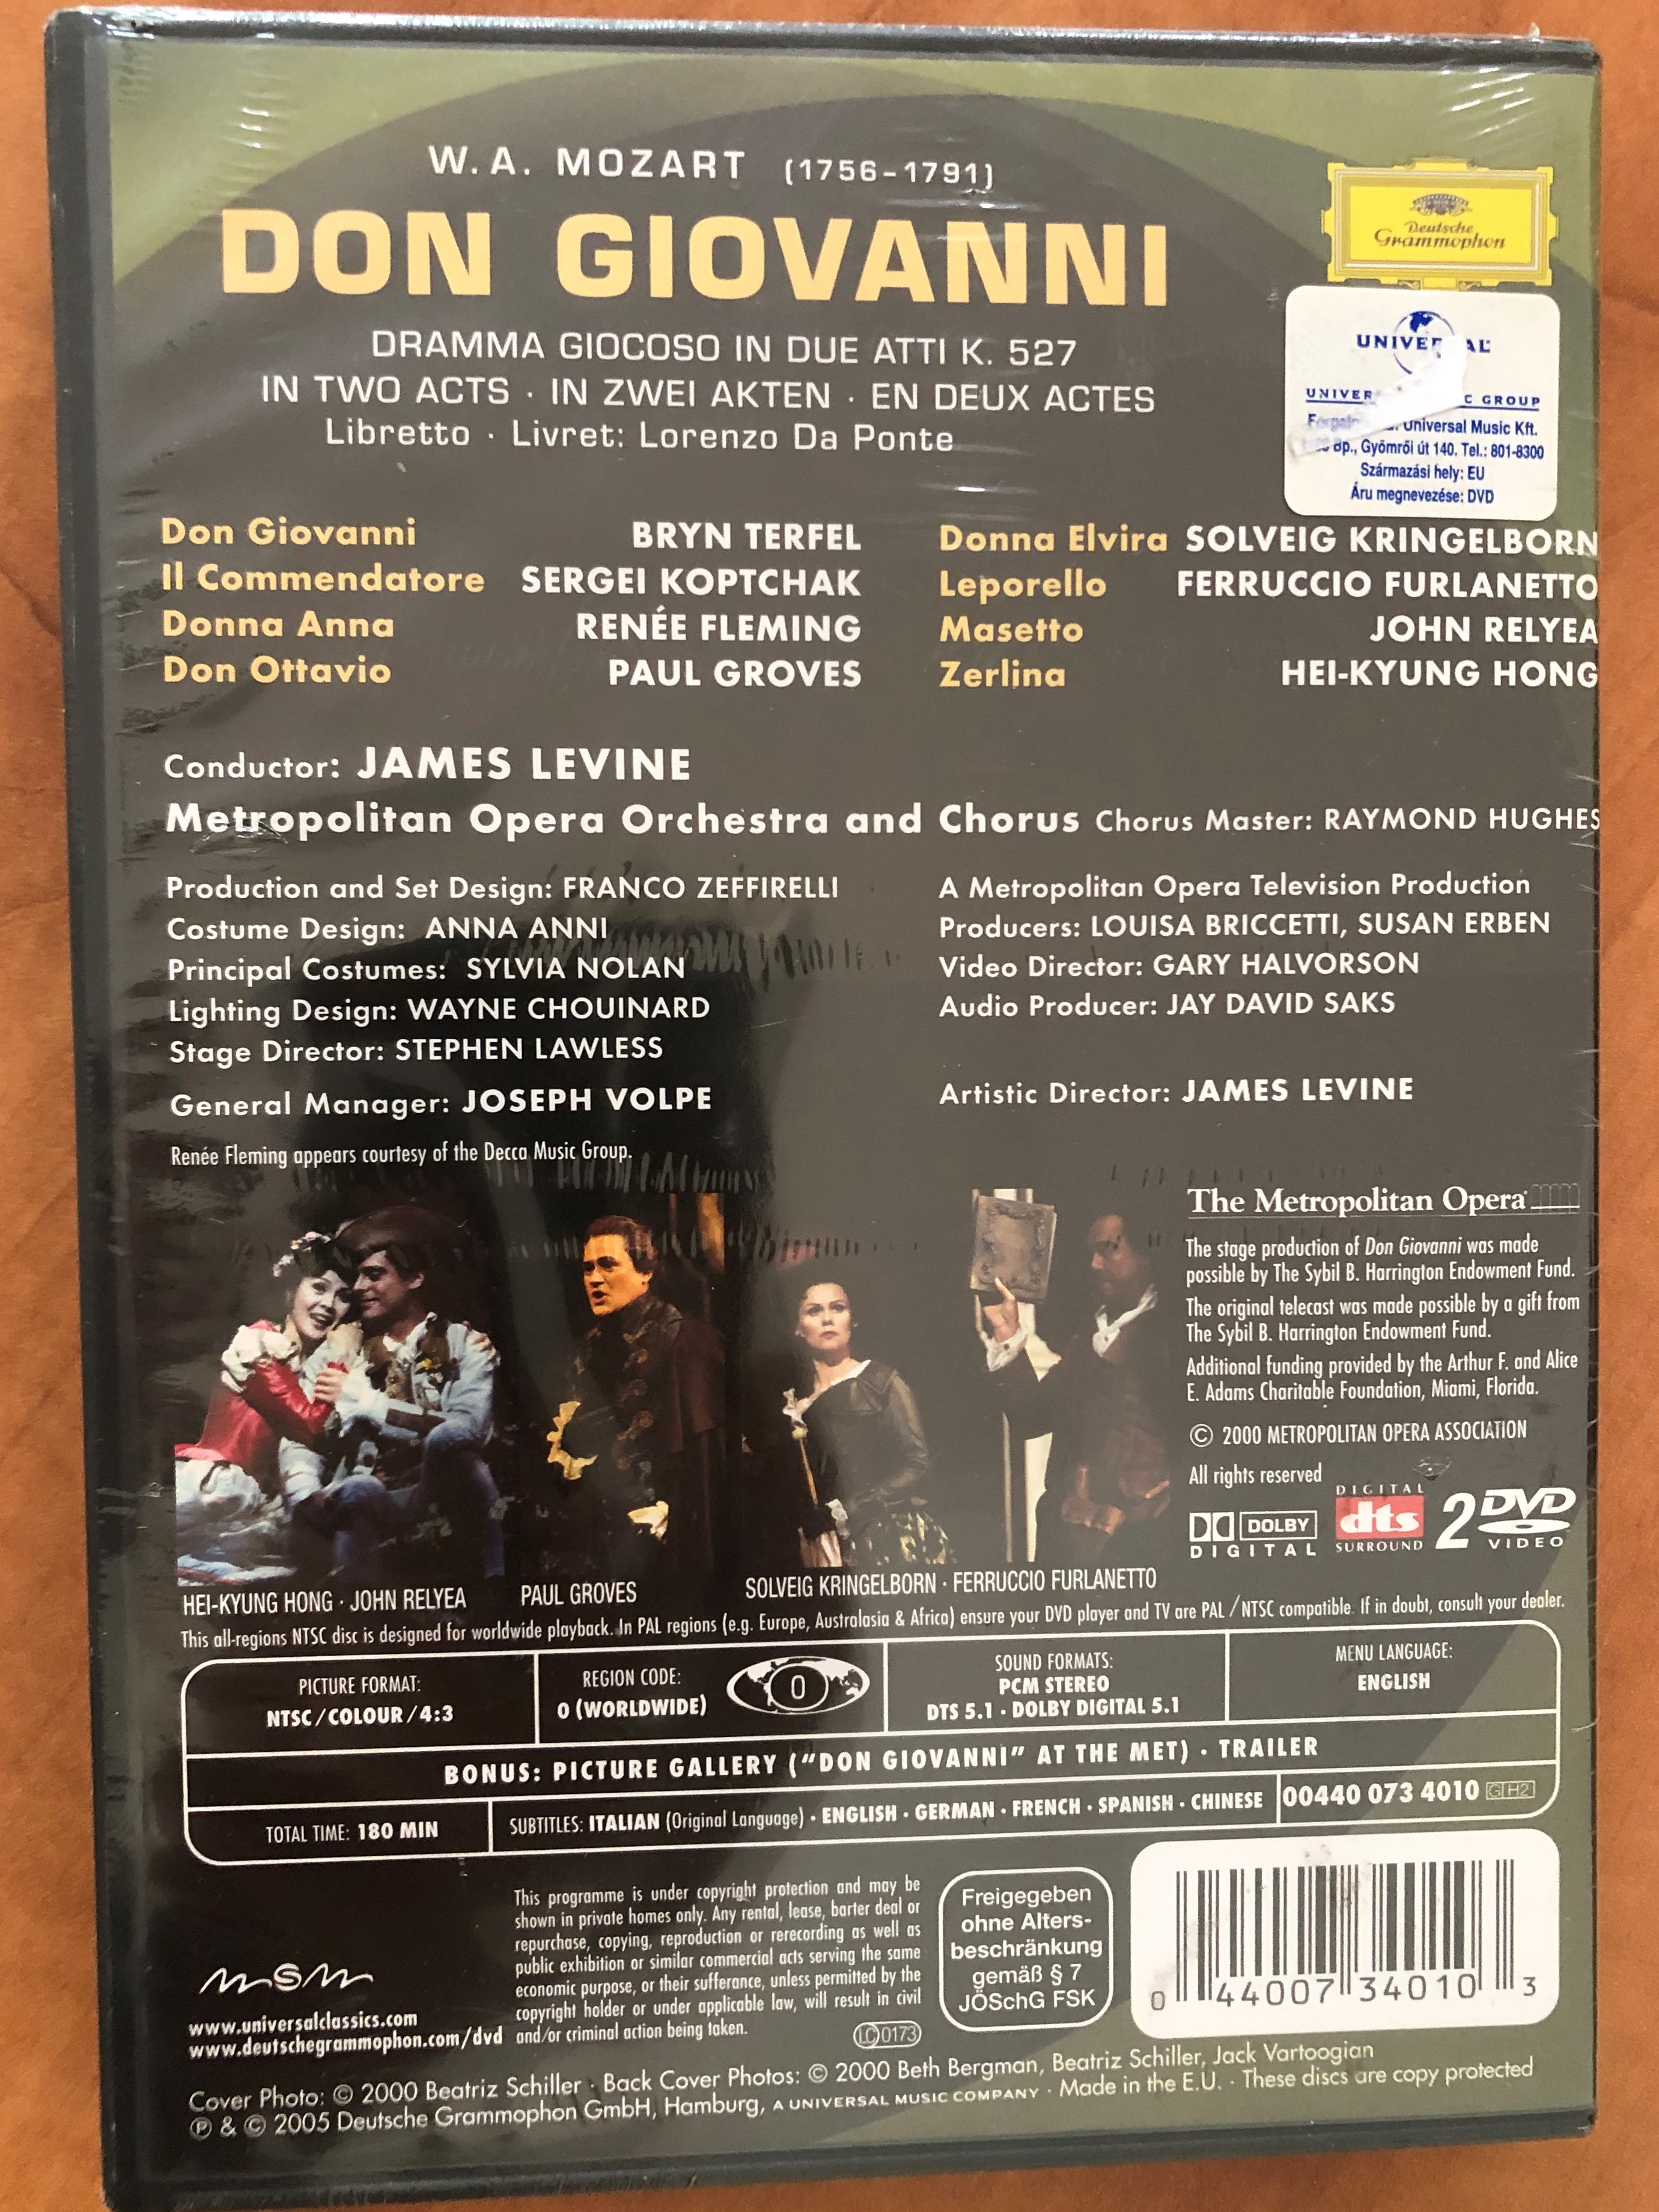 W.A. MOZART (1756–1791)
DON GIOVANNI
DRAMMA GIOCOSO IN DUE ATTI K. 527
IN TWO ACTS · IN ZWEI AKTEN · EN DEUX ACTES
Libretto · Livret: Lorenzo Da Ponte
Deutsche
Grammophon
UNIVE AL
UNIVER C GROUP
Universal Music Kft.
Bp., Gyömrői út 140. Tel.: 801-8300
Származási hely: EU
Áru megnevezése: DVD
Don Giovanni BRYN TERFEL
Il Commendatore SERGEI KOPTCHAK
Donna Anna RENÉE FLEMING
Don Ottavio PAUL GROVES
Donna Elvira SOLVEIG KRINGELBORN
Leporello FERRUCCIO FURLANETTO
Masetto JOHN RELYEA
Zerlina HEI-KYUNG HONG
Conductor: JAMES LEVINE
Metropolitan Opera Orchestra and Chorus Chorus Master: RAYMOND HUGHES
Production and Set Design: FRANCO ZEFFIRELLI
Costume Design: ANNA ANNI
Principal Costumes: SYLVIA NOLAN
Lighting Design: WAYNE CHOUINARD
Stage Director: STEPHEN LAWLESS
General Manager: JOSEPH VOLPE
A Metropolitan Opera Television Production
Producers: LOUISA BRICCETTI, SUSAN ERBEN
Video Director: GARY HALVORSON
Audio Producer: JAY DAVID SAKS
Artistic Director: JAMES LEVINE
Renée Fleming appears courtesy of the Decca Music Group.
The Metropolitan Opera
The stage production of Don Giovanni was made
possible by The Sybil B. Harrington Endowment Fund.
The original telecast was made possible by a gift from
The Sybil B. Harrington Endowment Fund.
Additional funding provided by the Arthur F. and Alice
E. Adams Charitable Foundation, Miami, Florida.
© 2000 METROPOLITAN OPERA ASSOCIATION
All rights reserved
DOLBY
DIGITAL
DIGITAL
dts
SURROUND
2 DVD
VIDEO
HEI-KYUNG HONG · JOHN RELYEA
PAUL GROVES
SOLVEIG KRINGELBORN · FERRUCCIO FURLANETTO
This all-regions NTSC disc is designed for worldwide playback. In PAL regions (e.g. Europe, Australasia & Africa) ensure your DVD player and TV are PAL/NTSC compatible. If in doubt, consult your dealer.
PICTURE FORMAT:
NTSC/COLOUR/4:3
REGION CODE:
0 (WORLDWIDE)
0
SOUND FORMATS:
PCM STEREO
DTS 5.1 · DOLBY DIGITAL 5.1
MENU LANGUAGE:
ENGLISH
BONUS: PICTURE GALLERY ("DON GIOVANNI" AT THE MET) · TRAILER
TOTAL TIME: 180 MIN
SUBTITLES: ITALIAN (Original Language) · ENGLISH · GERMAN · FRENCH · SPANISH · CHINESE
00440 073 4010 G H2
msm
www.universalclassics.com
www.deutschegrammophon.com/dvd
This programme is under copyright protection and may be
shown in private homes only. Any rental, lease, barter deal or
repurchase, copying, reproduction or rerecording as well as
public exhibition or similar commercial acts serving the same
economic purpose, or their sufferance, unless permitted by the
copyright holder or under applicable law, will result in civil
and/or criminal action being taken.
LC 0173
Freigegeben
ohne Alters-
beschränkung
gemäß § 7
JÖSchG FSK
0 44007 34010 3
Cover Photo: © 2000 Beatriz Schiller · Back Cover Photos: © 2000 Beth Bergman, Beatriz Schiller, Jack Vartoogian
℗ & © 2005 Deutsche Grammophon GmbH, Hamburg, A UNIVERSAL MUSIC COMPANY · Made in the E.U. · These discs are copy protected